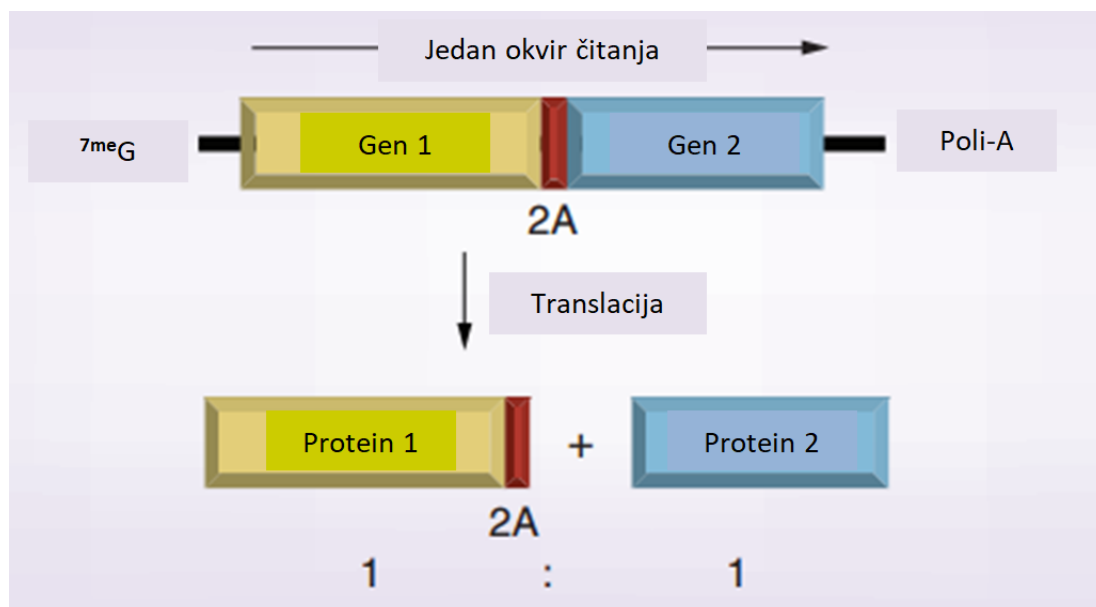 Jedan okvir čitanja
⁷ᵐᵉG
Gen 1
Gen 2
Poli-A
2A
Translacija
Protein 1
+
Protein 2
2A
1 : 1